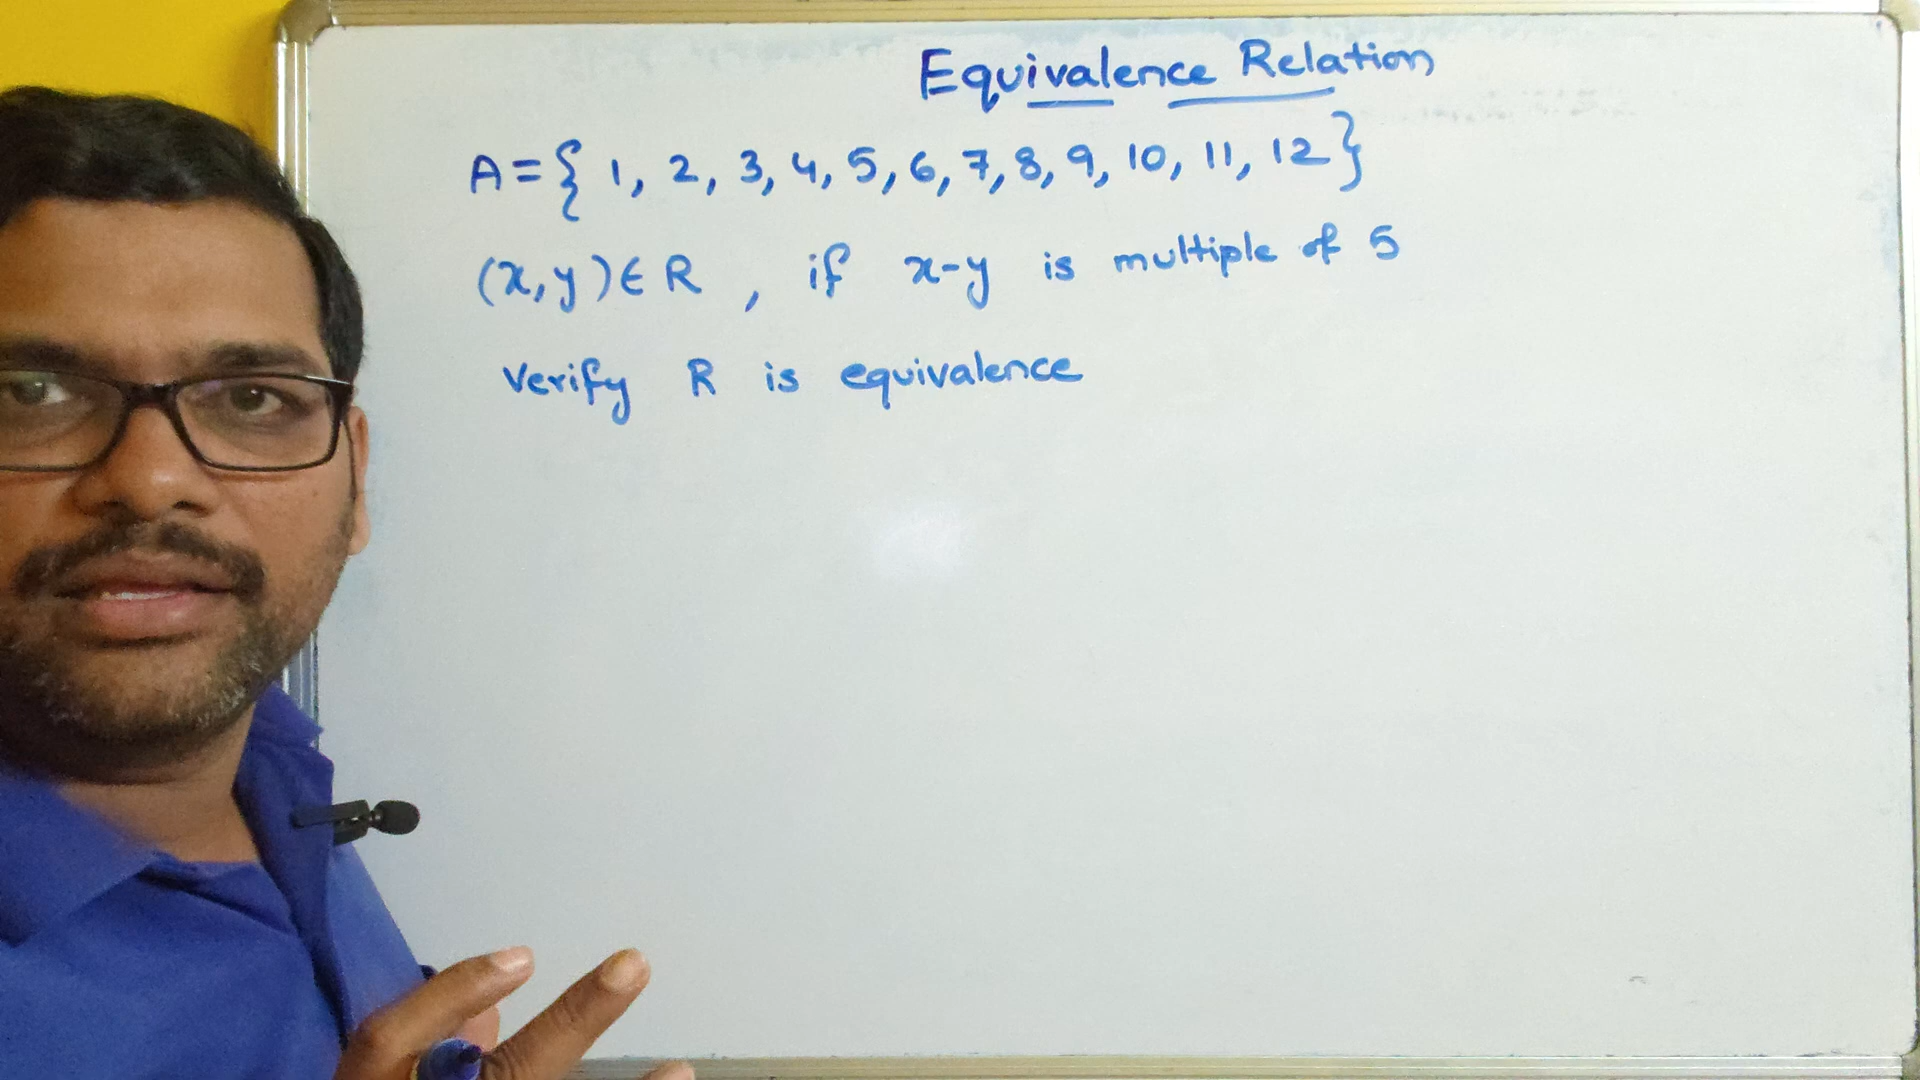 Equivalence Relation
A = { 1, 2, 3, 4, 5, 6, 7, 8, 9, 10, 11, 12 }
(x, y) ∈ R , if x-y is multiple of 5
Verify R is equivalence